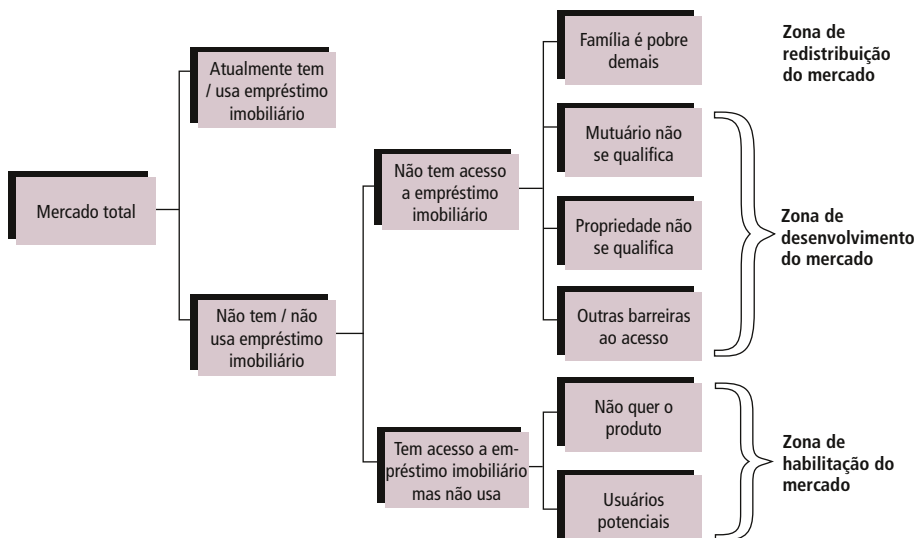 Mercado total
Atualmente tem
/ usa empréstimo
imobiliário
Não tem / não
usa empréstimo
imobiliário
Não tem acesso
a empréstimo
imobiliário
Tem acesso a em-
préstimo imobiliário
mas não usa
Família é pobre
demais
Mutuário não
se qualifica
Propriedade não
se qualifica
Outras barreiras
ao acesso
Não quer o
produto
Usuários
potenciais
Zona de
redistribuição
do mercado
Zona de
desenvolvimento
do mercado
Zona de
habilitação do
mercado